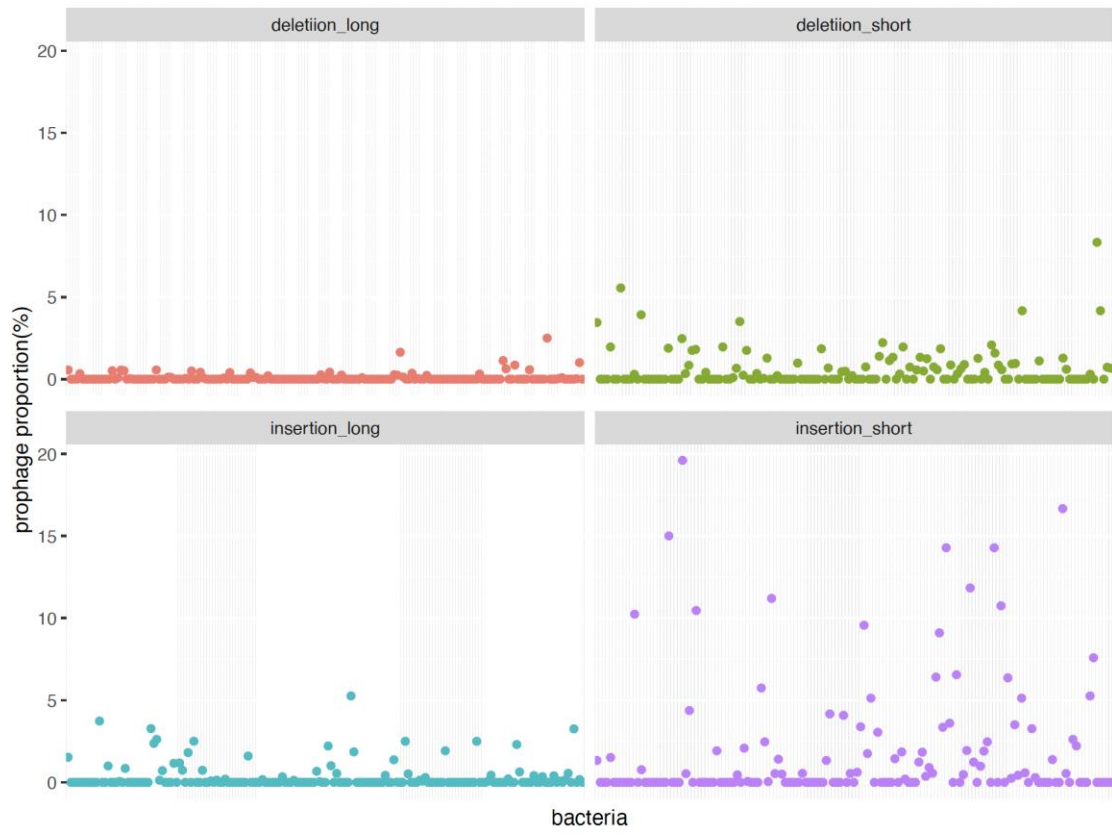 deletiion_long
deletiion_short
20
15
10
5
0
insertion_long
insertion_short
20
15
10
5
0
prophage proportion(%)
bacteria